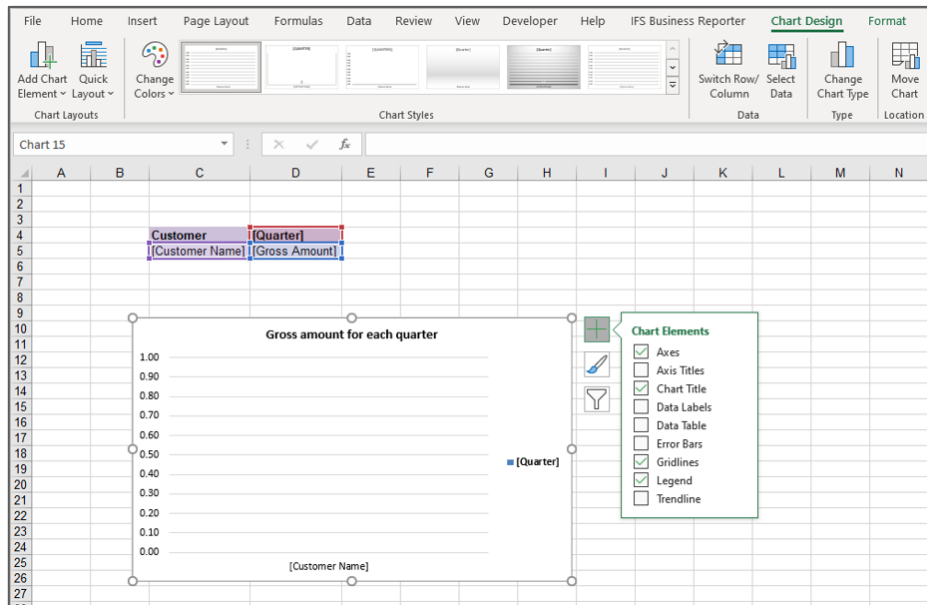 File Home Insert Page Layout Formulas Data Review View Developer Help IFS Business Reporter Chart Design Format
Add Chart Element
Quick Layout
Change Colors
Switch Row/ Column
Select Data
Change Chart Type
Move Chart
Chart Layouts Chart Styles Data Type Location
Chart 15
fx
A B C D E F G H I J K L M N
1
2
3
4 Customer [Quarter]
5 [Customer Name] [Gross Amount]
6
7
8
9
10
11
12
13
14
15
16
17
18
19
20
21
22
23
24
25
26
27
Gross amount for each quarter
1.00
0.90
0.80
0.70
0.60
0.50
0.40
0.30
0.20
0.10
0.00
[Customer Name]
[Quarter]
Chart Elements
Axes
Axis Titles
Chart Title
Data Labels
Data Table
Error Bars
Gridlines
Legend
Trendline